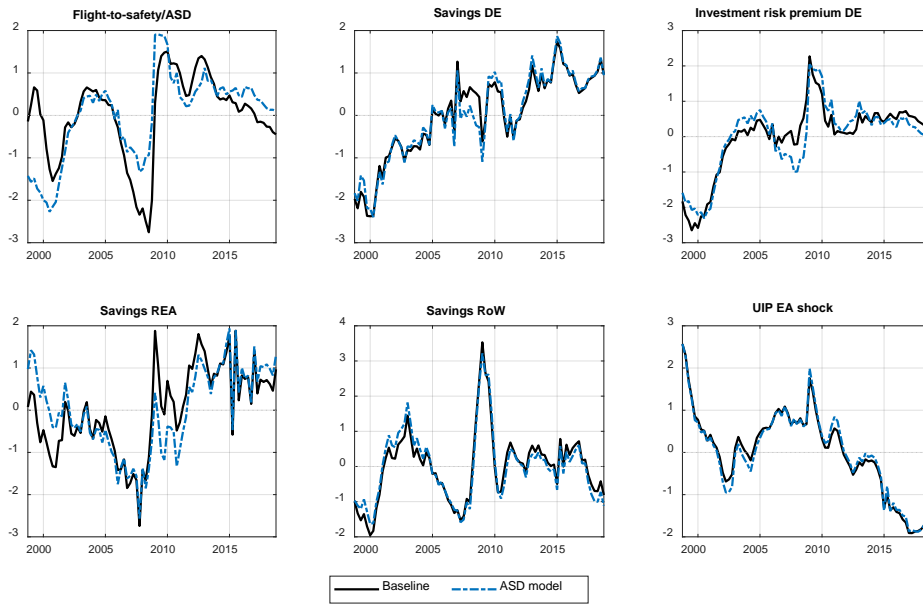 Flight-to-safety/ASD
2
1
0
-1
-2
-3
2000 2005 2010 2015
Savings DE
2
1
0
-1
-2
-3
2000 2005 2010 2015
Investment risk premium DE
3
2
1
0
-1
-2
-3
2000 2005 2010 2015
Savings REA
2
1
0
-1
-2
-3
2000 2005 2010 2015
Savings RoW
4
3
2
1
0
-1
-2
2000 2005 2010 2015
UIP EA shock
3
2
1
0
-1
-2
2000 2005 2010 2015
Baseline ASD model